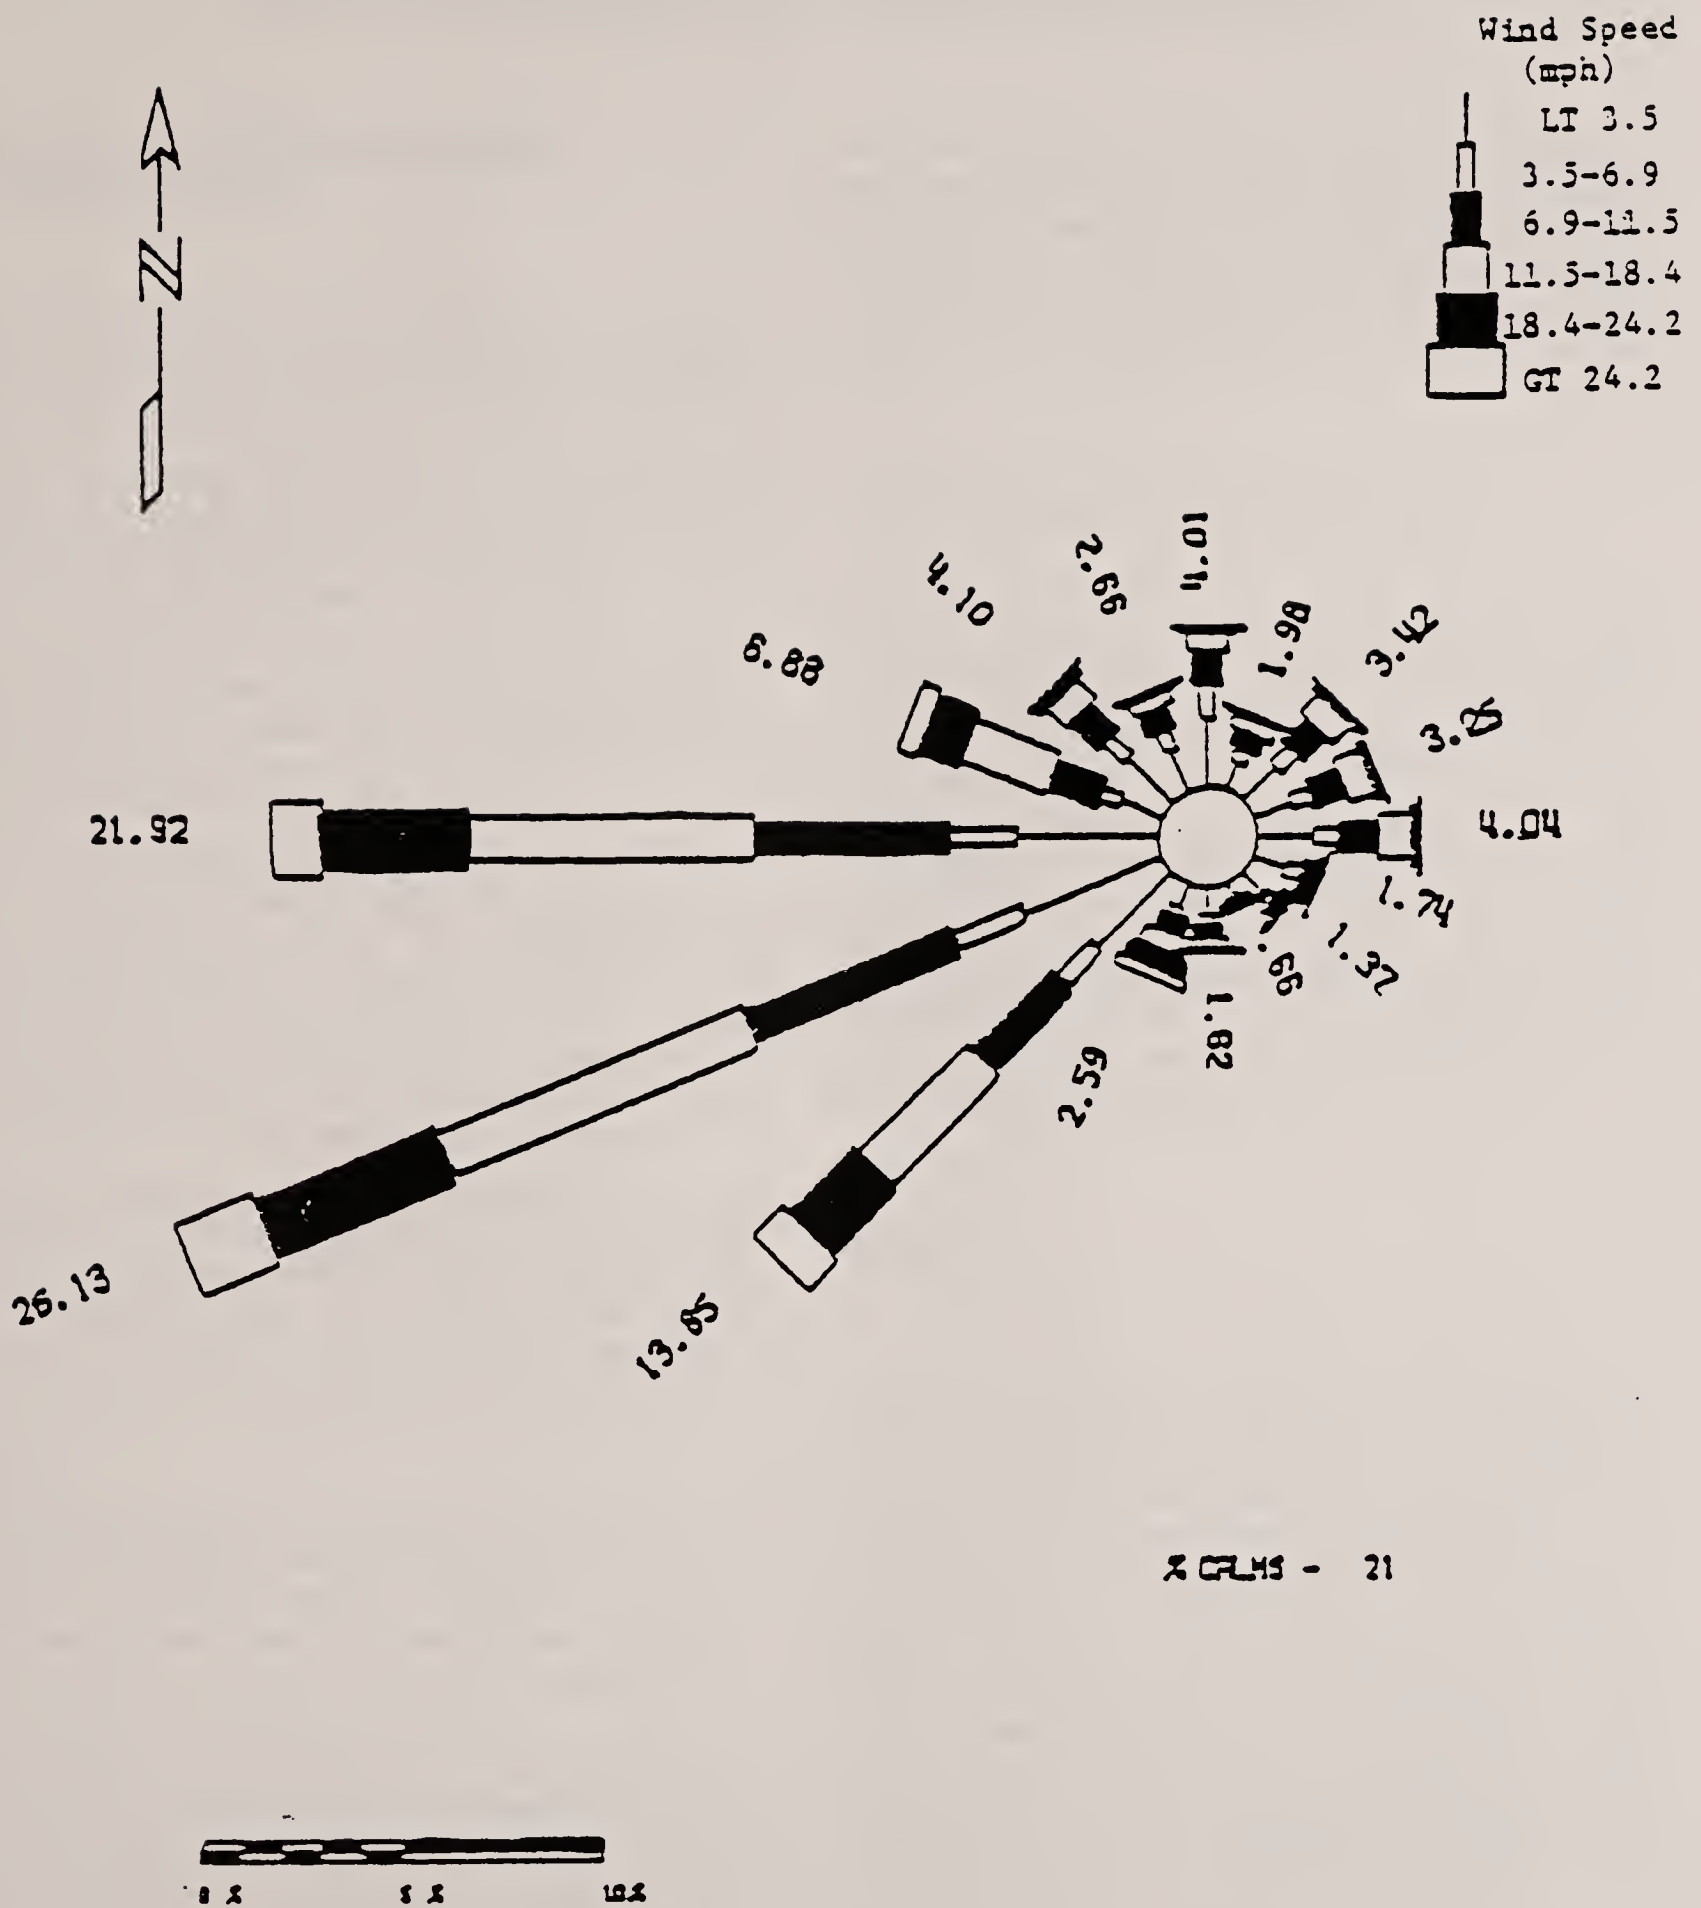 Wind Speed
(mph)
LT 3.5
3.5-6.9
6.9-11.5
11.5-18.4
18.4-24.2
GT 24.2
N
4.01
2.66
4.10
1.98
3.42
6.88
3.25
21.92
4.04
1.74
1.37
.66
1.82
2.59
26.13
13.85
% CALMS - 21
0 % 5 % 10%